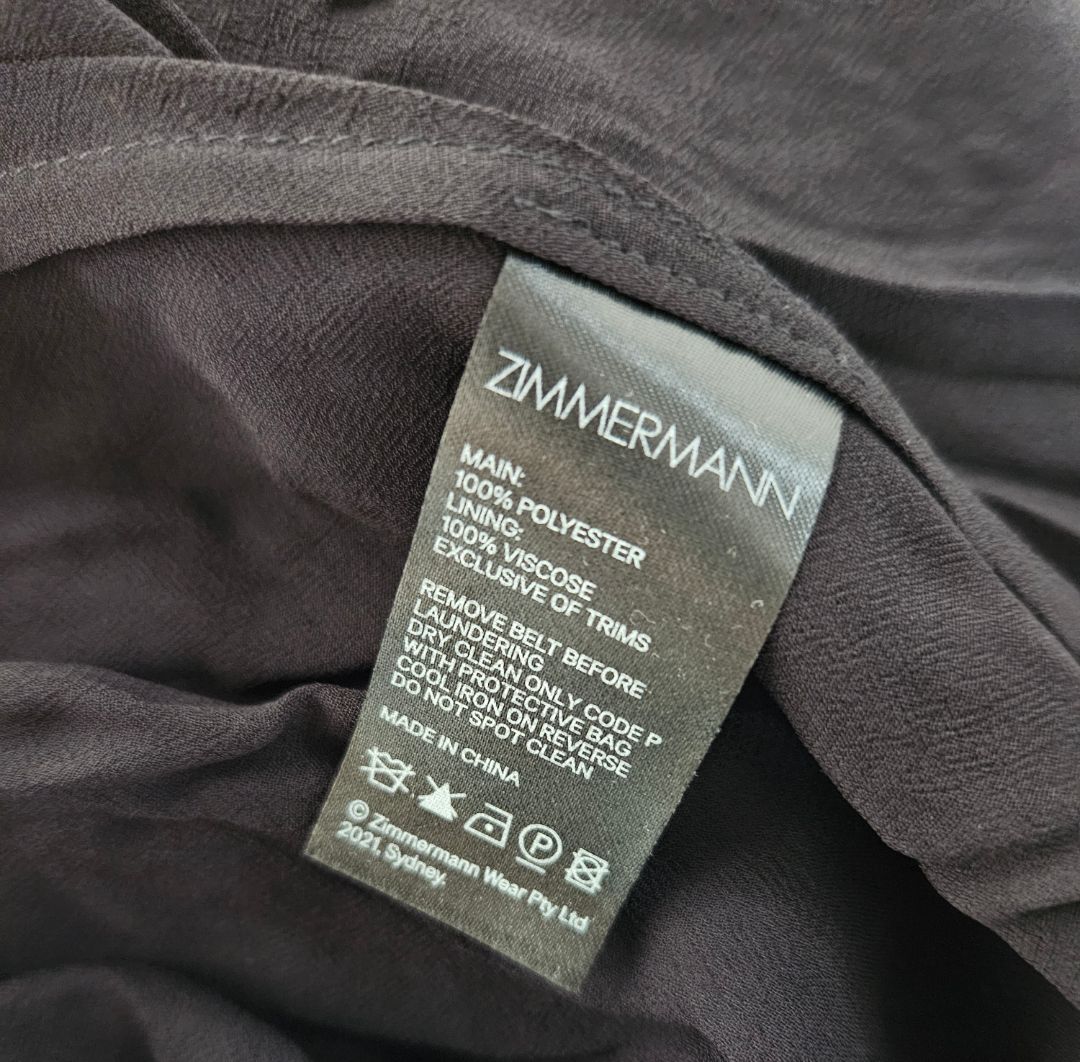 ZIMMERMANN
MAIN:
100% POLYESTER
LINING:
100% VISCOSE
EXCLUSIVE OF TRIMS
REMOVE BELT BEFORE
LAUNDERING
DRY CLEAN ONLY CODE P
WITH PROTECTIVE BAG
COOL IRON ON REVERSE
DO NOT SPOT CLEAN
MADE IN CHINA
P
© Zimmermann Wear Pty Ltd
2021, Sydney.